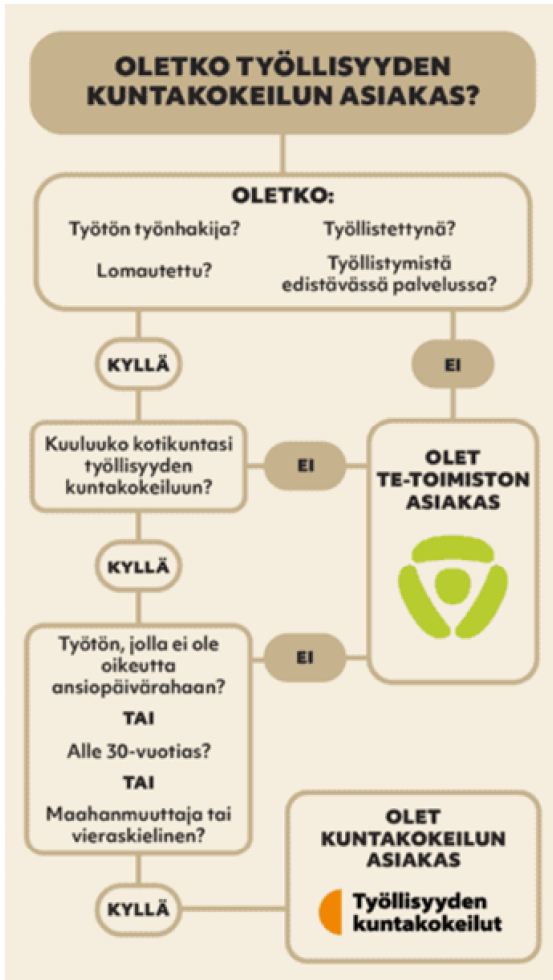 OLETKO TYÖLLISYYDEN
KUNTAKOKEILUN ASIAKAS?
OLETKO:
Työtön työnhakija?
Työllistettynä?
Lomautettu?
Työllistymistä
edistävässä palvelussa?
KYLLÄ
EI
Kuuluuko kotikuntasi
työllisyyden
kuntakokeiluun?
EI
OLET
TE-TOIMISTON
ASIAKAS
KYLLÄ
Työtön, jolla ei ole
oikeutta
ansiopäivärahaan?
TAI
Alle 30-vuotias?
TAI
Maahanmuuttaja tai
vieraskielinen?
EI
KYLLÄ
OLET
KUNTAKOKEILUN
ASIAKAS
Työllisyyden
kuntakokeilut